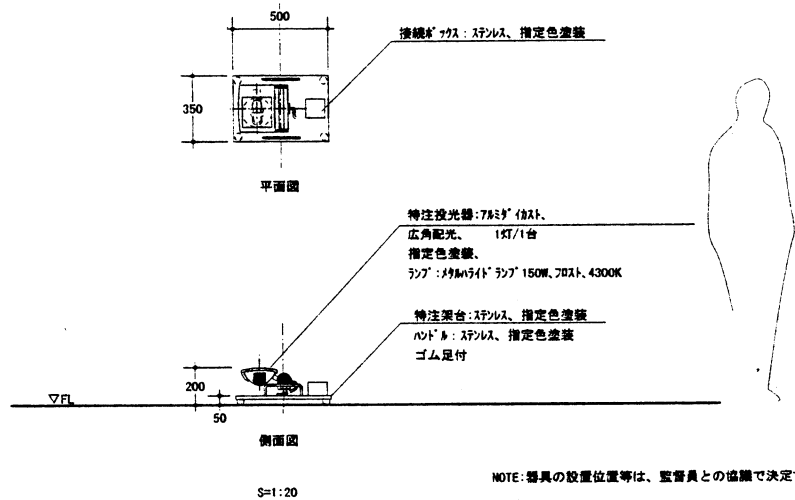 500
接続ボックス：ステンレス、指定色塗装
350
平面図
特注投光器：アルミダイカスト、
広角配光、　1灯/1台
指定色塗装、
ランプ：メタルハライドランプ150W、フロスト、4300K
特注架台：ステンレス、指定色塗装
ハンドル：ステンレス、指定色塗装
ゴム足付
200
▽FL
50
側面図
NOTE:器具の設置位置等は、監督員との協議で決定
S=1:20